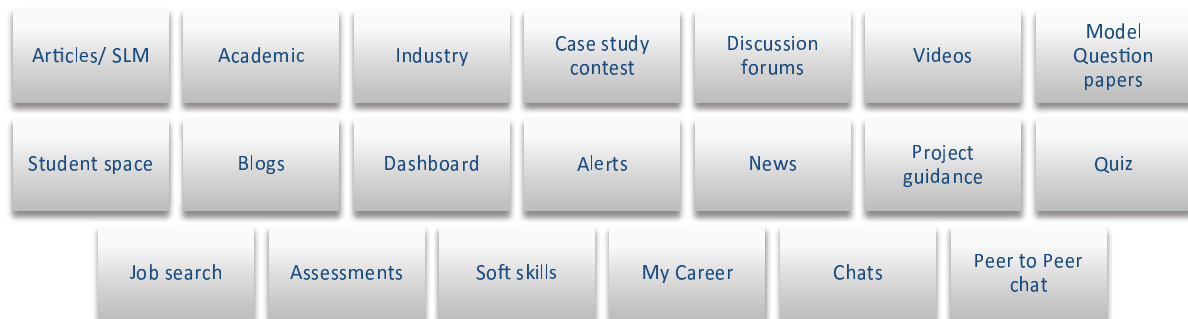 Articles/ SLM
Academic
Industry
Case study
contest
Discussion
forums
Videos
Model
Question
papers
Student space
Blogs
Dashboard
Alerts
News
Project
guidance
Quiz
Job search
Assessments
Soft skills
My Career
Chats
Peer to Peer
chat